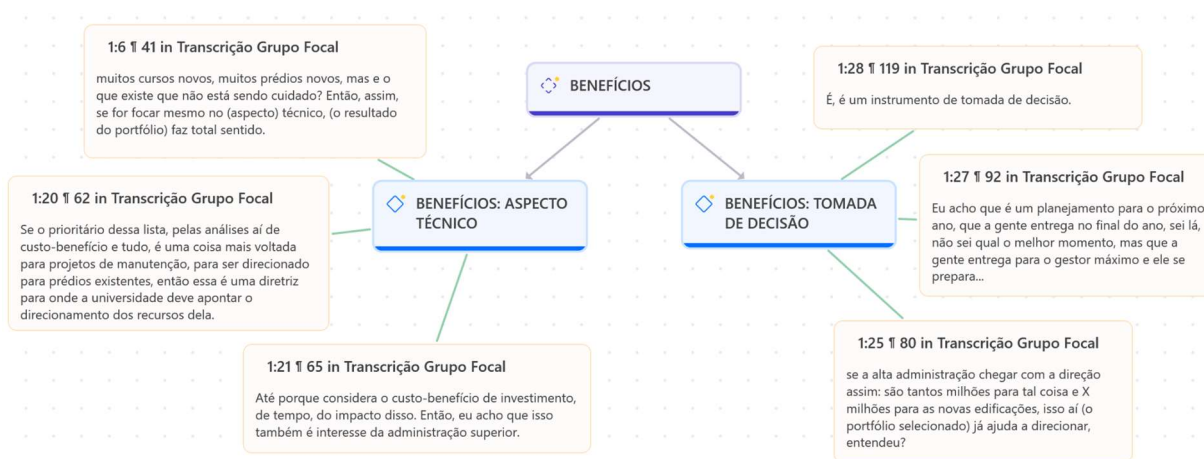 BENEFÍCIOS
1:6 ¶ 41 in Transcrição Grupo Focal
muitos cursos novos, muitos prédios novos, mas e o
que existe que não está sendo cuidado? Então, assim,
se for focar mesmo no (aspecto) técnico, (o resultado
do portfólio) faz total sentido.
1:28 ¶ 119 in Transcrição Grupo Focal
É, é um instrumento de tomada de decisão.
1:20 ¶ 62 in Transcrição Grupo Focal
Se o prioritário dessa lista, pelas análises aí de
custo-benefício e tudo, é uma coisa mais voltada
para projetos de manutenção, para ser direcionado
para prédios existentes, então essa é uma diretriz
para onde a universidade deve apontar o
direcionamento dos recursos dela.
BENEFÍCIOS: ASPECTO
TÉCNICO
BENEFÍCIOS: TOMADA
DE DECISÃO
1:27 ¶ 92 in Transcrição Grupo Focal
Eu acho que é um planejamento para o próximo
ano, que a gente entrega no final do ano, sei lá,
não sei qual o melhor momento, mas que a
gente entrega para o gestor máximo e ele se
prepara...
1:21 ¶ 65 in Transcrição Grupo Focal
Até porque considera o custo-benefício de investimento,
de tempo, do impacto disso. Então, eu acho que isso
também é interesse da administração superior.
1:25 ¶ 80 in Transcrição Grupo Focal
se a alta administração chegar com a direção
assim: são tantos milhões para tal coisa e X
milhões para as novas edificações, isso aí (o
portfólio selecionado) já ajuda a direcionar,
entendeu?